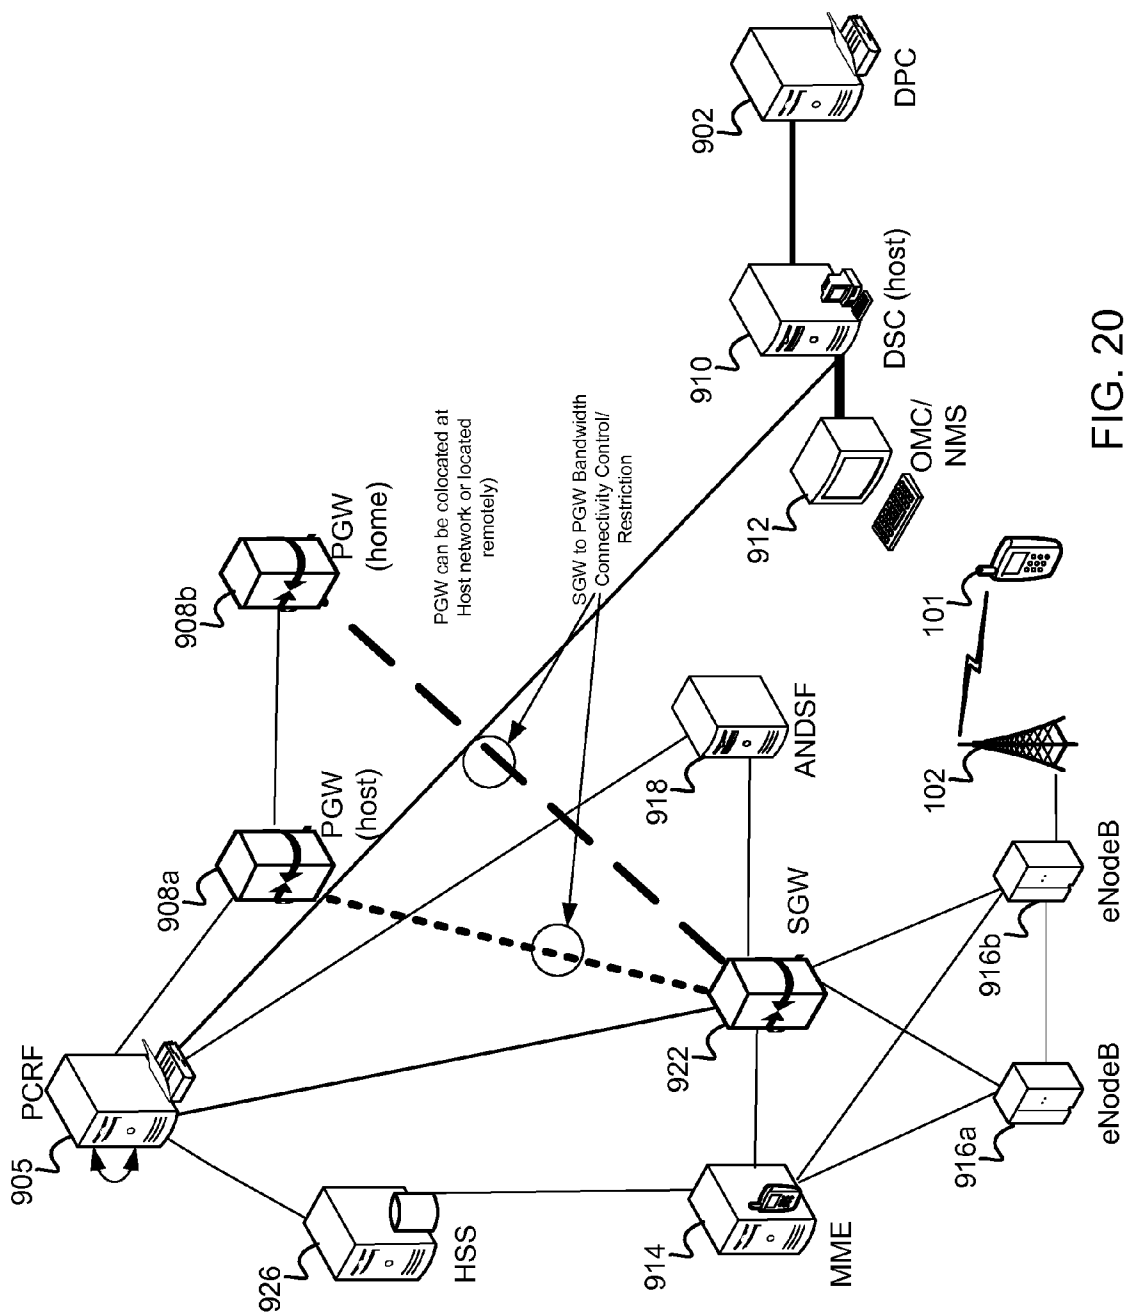 905
PCRF
908a
PGW
(host)
908b
PGW
(home)
PGW can be colocated at
Host network or located
remotely)
SGW to PGW Bandwidth
Connectivity Control/
Restriction
926
HSS
914
MME
922
SGW
918
ANDSF
912
OMC/
NMS
910
DSC (host)
902
DPC
916a
eNodeB
916b
eNodeB
102
101
FIG. 20